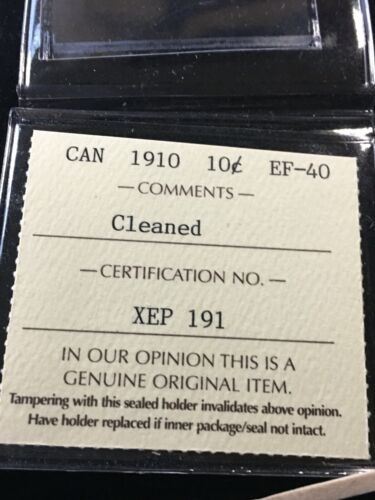 CAN 1910 10¢ EF-40
— COMMENTS —
Cleaned
— CERTIFICATION NO. —
XEP 191
IN OUR OPINION THIS IS A
GENUINE ORIGINAL ITEM.
Tampering with this sealed holder invalidates above opinion.
Have holder replaced if inner package/seal not intact.